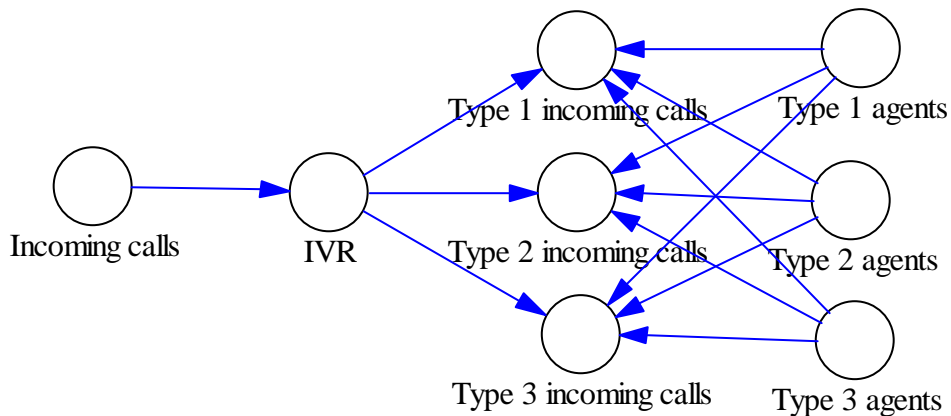 Type 1 incoming calls
Type 1 agents
Incoming calls
IVR
Type 2 incoming calls
Type 2 agents
Type 3 incoming calls
Type 3 agents